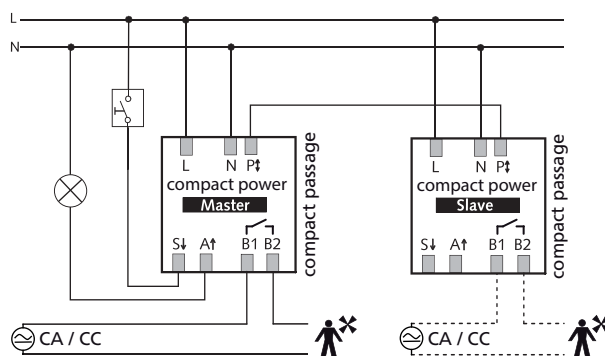 L
N
L N P↕
compact power
Master
S↓ A↑ B1 B2
compact passage
CA / CC
L N P↕
compact power
Slave
S↓ A↑ B1 B2
compact passage
CA / CC